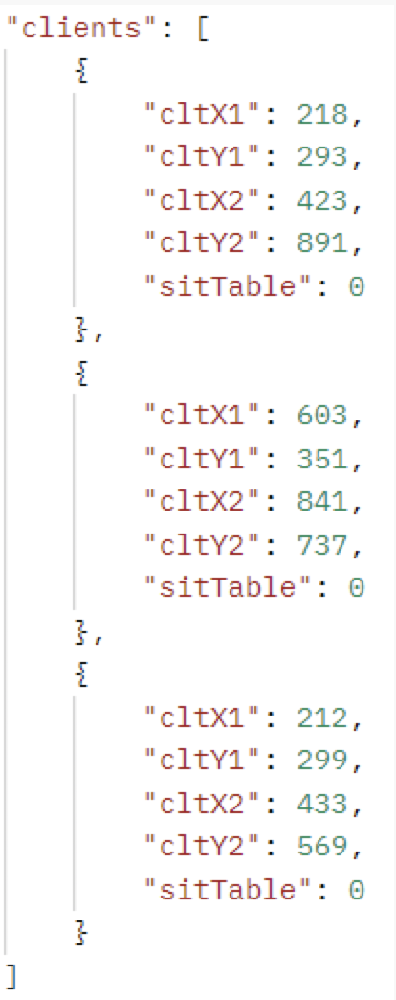 "clients": [
{
"cltX1": 218,
"cltY1": 293,
"cltX2": 423,
"cltY2": 891,
"sitTable": 0
},
{
"cltX1": 603,
"cltY1": 351,
"cltX2": 841,
"cltY2": 737,
"sitTable": 0
},
{
"cltX1": 212,
"cltY1": 299,
"cltX2": 433,
"cltY2": 569,
"sitTable": 0
}
]